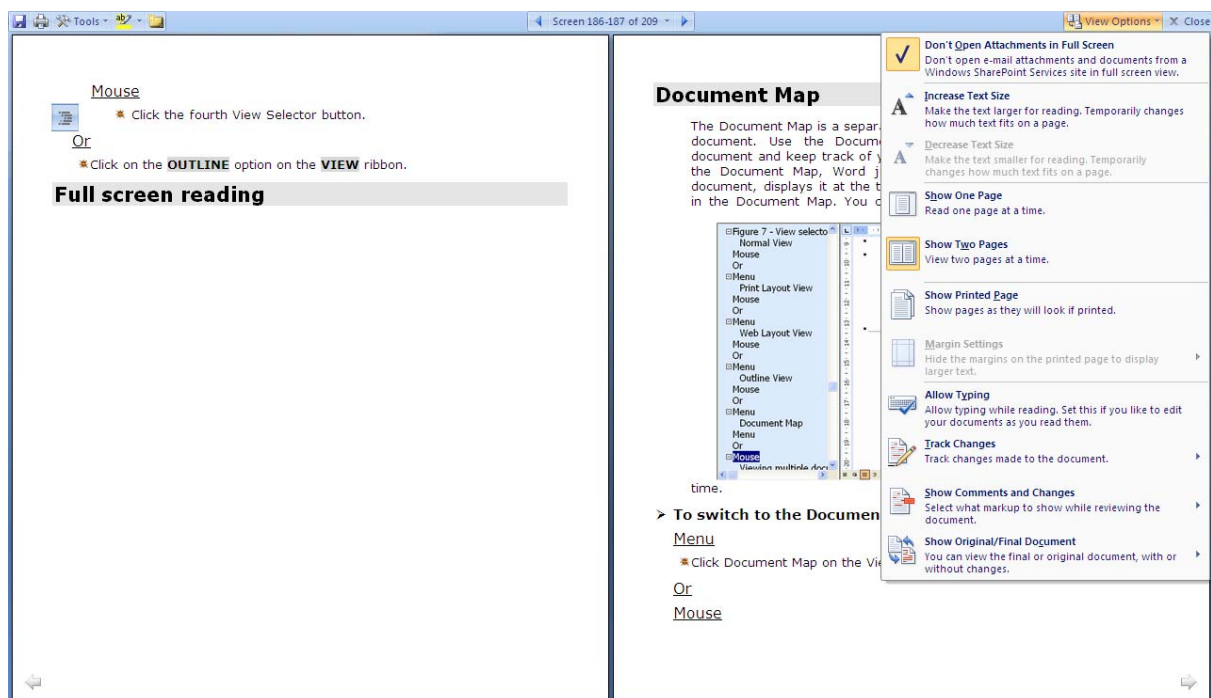 Tools
Screen 186-187 of 209
View Options
Close
Mouse
Click the fourth View Selector button.
Or
Click on the OUTLINE option on the VIEW ribbon.
Full screen reading
Document Map
The Document Map is a separ
document. Use the Docum
document and keep track of y
the Document Map, Word j
document, displays it at the t
in the Document Map. You c
Figure 7 - View selecto
Normal View
Mouse
Or
Menu
Print Layout View
Mouse
Or
Menu
Web Layout View
Mouse
Or
Menu
Outline View
Mouse
Or
Menu
Document Map
Menu
Or
Mouse
Viewing multiple docu
time.
To switch to the Documen
Menu
Click Document Map on the Vie
Or
Mouse
Don't Open Attachments in Full Screen
Don't open e-mail attachments and documents from a
Windows SharePoint Services site in full screen view.
Increase Text Size
Make the text larger for reading. Temporarily changes
how much text fits on a page.
Decrease Text Size
Make the text smaller for reading. Temporarily
changes how much text fits on a page.
Show One Page
Read one page at a time.
Show Two Pages
View two pages at a time.
Show Printed Page
Show pages as they will look if printed.
Margin Settings
Hide the margins on the printed page to display
larger text.
Allow Typing
Allow typing while reading. Set this if you like to edit
your documents as you read them.
Track Changes
Track changes made to the document.
Show Comments and Changes
Select what markup to show while reviewing the
document.
Show Original/Final Document
You can view the final or original document, with or
without changes.